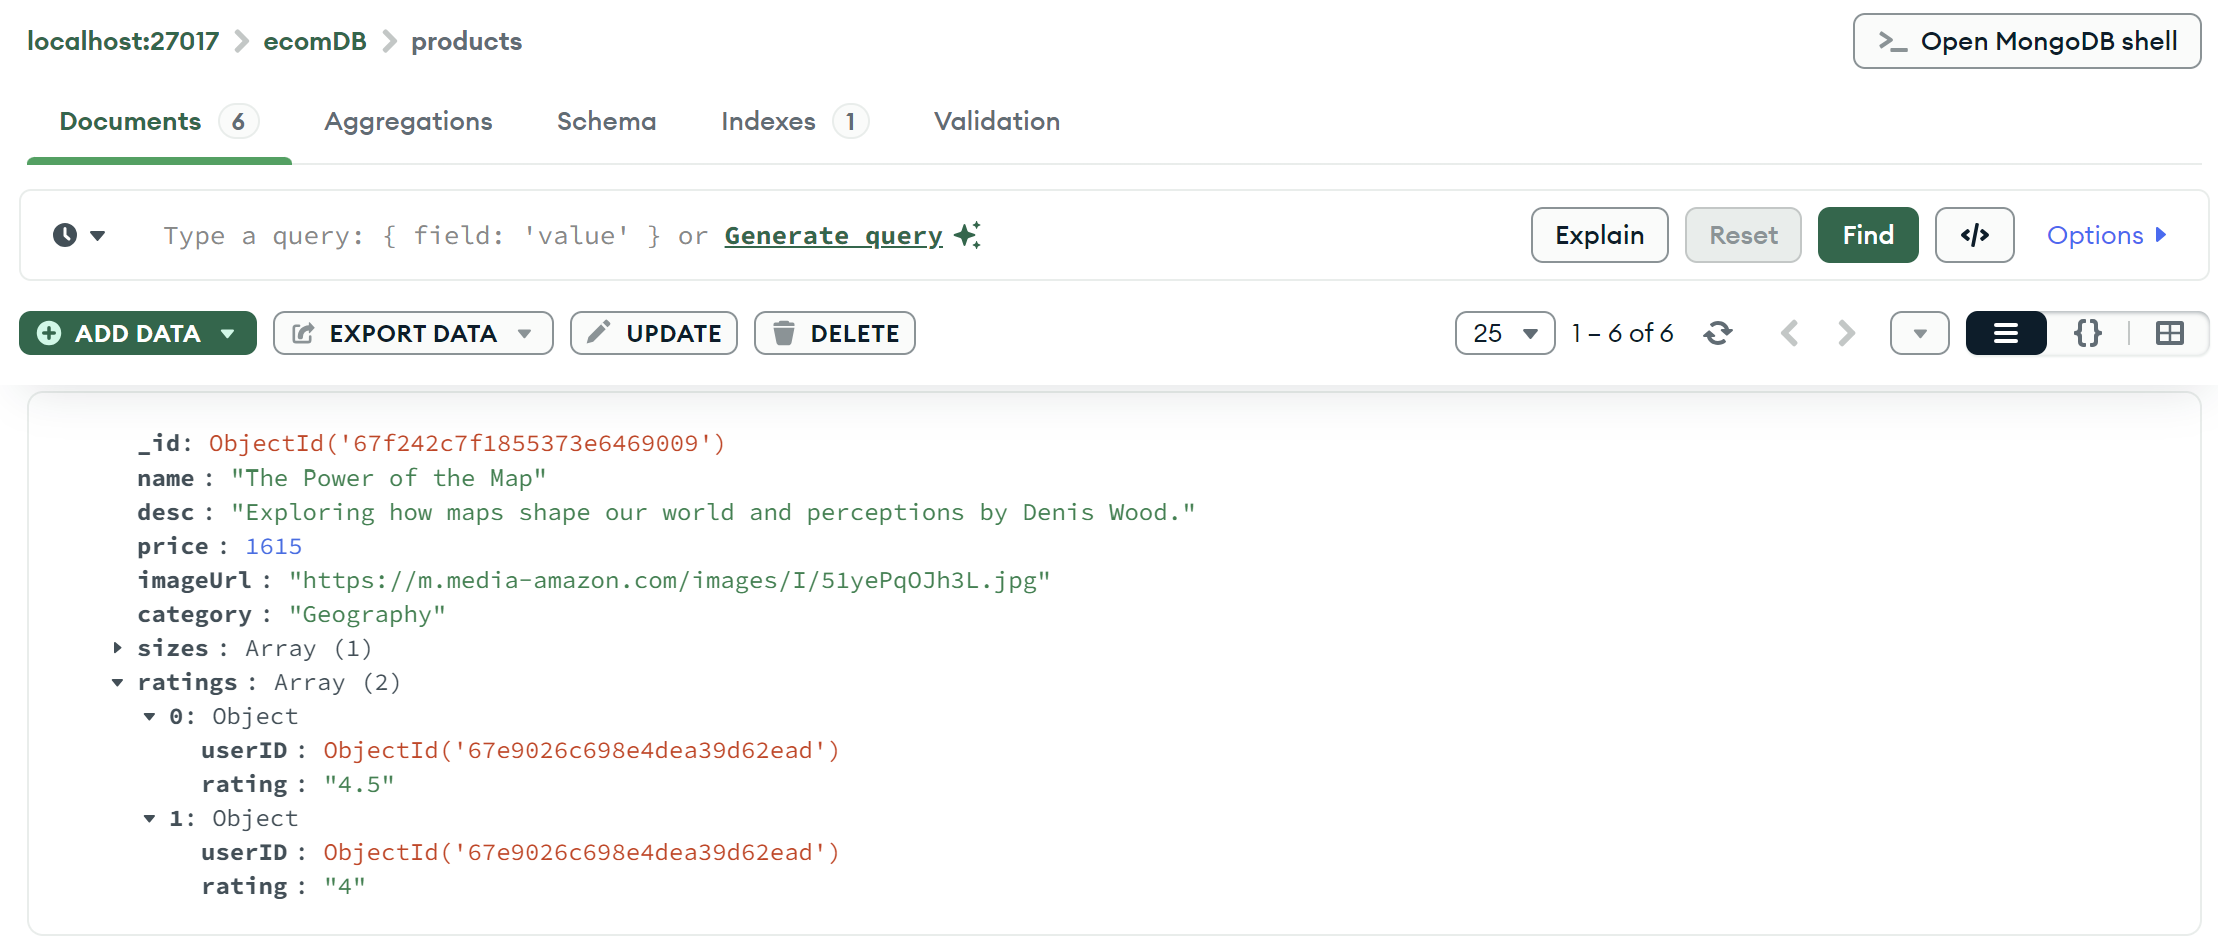 localhost:27017 > ecomDB > products
>_ Open MongoDB shell
Documents 6 Aggregations Schema Indexes 1 Validation
Type a query: { field: 'value' } or Generate query
Explain Reset Find </> Options
ADD DATA EXPORT DATA UPDATE DELETE 25 1 – 6 of 6 {}
_id: ObjectId('67f242c7f1855373e6469009')
name : "The Power of the Map"
desc : "Exploring how maps shape our world and perceptions by Denis Wood."
price : 1615
imageUrl : "https://m.media-amazon.com/images/I/51yePqOJh3L.jpg"
category : "Geography"
sizes : Array (1)
ratings : Array (2)
0: Object
userID : ObjectId('67e9026c698e4dea39d62ead')
rating : "4.5"
1: Object
userID : ObjectId('67e9026c698e4dea39d62ead')
rating : "4"